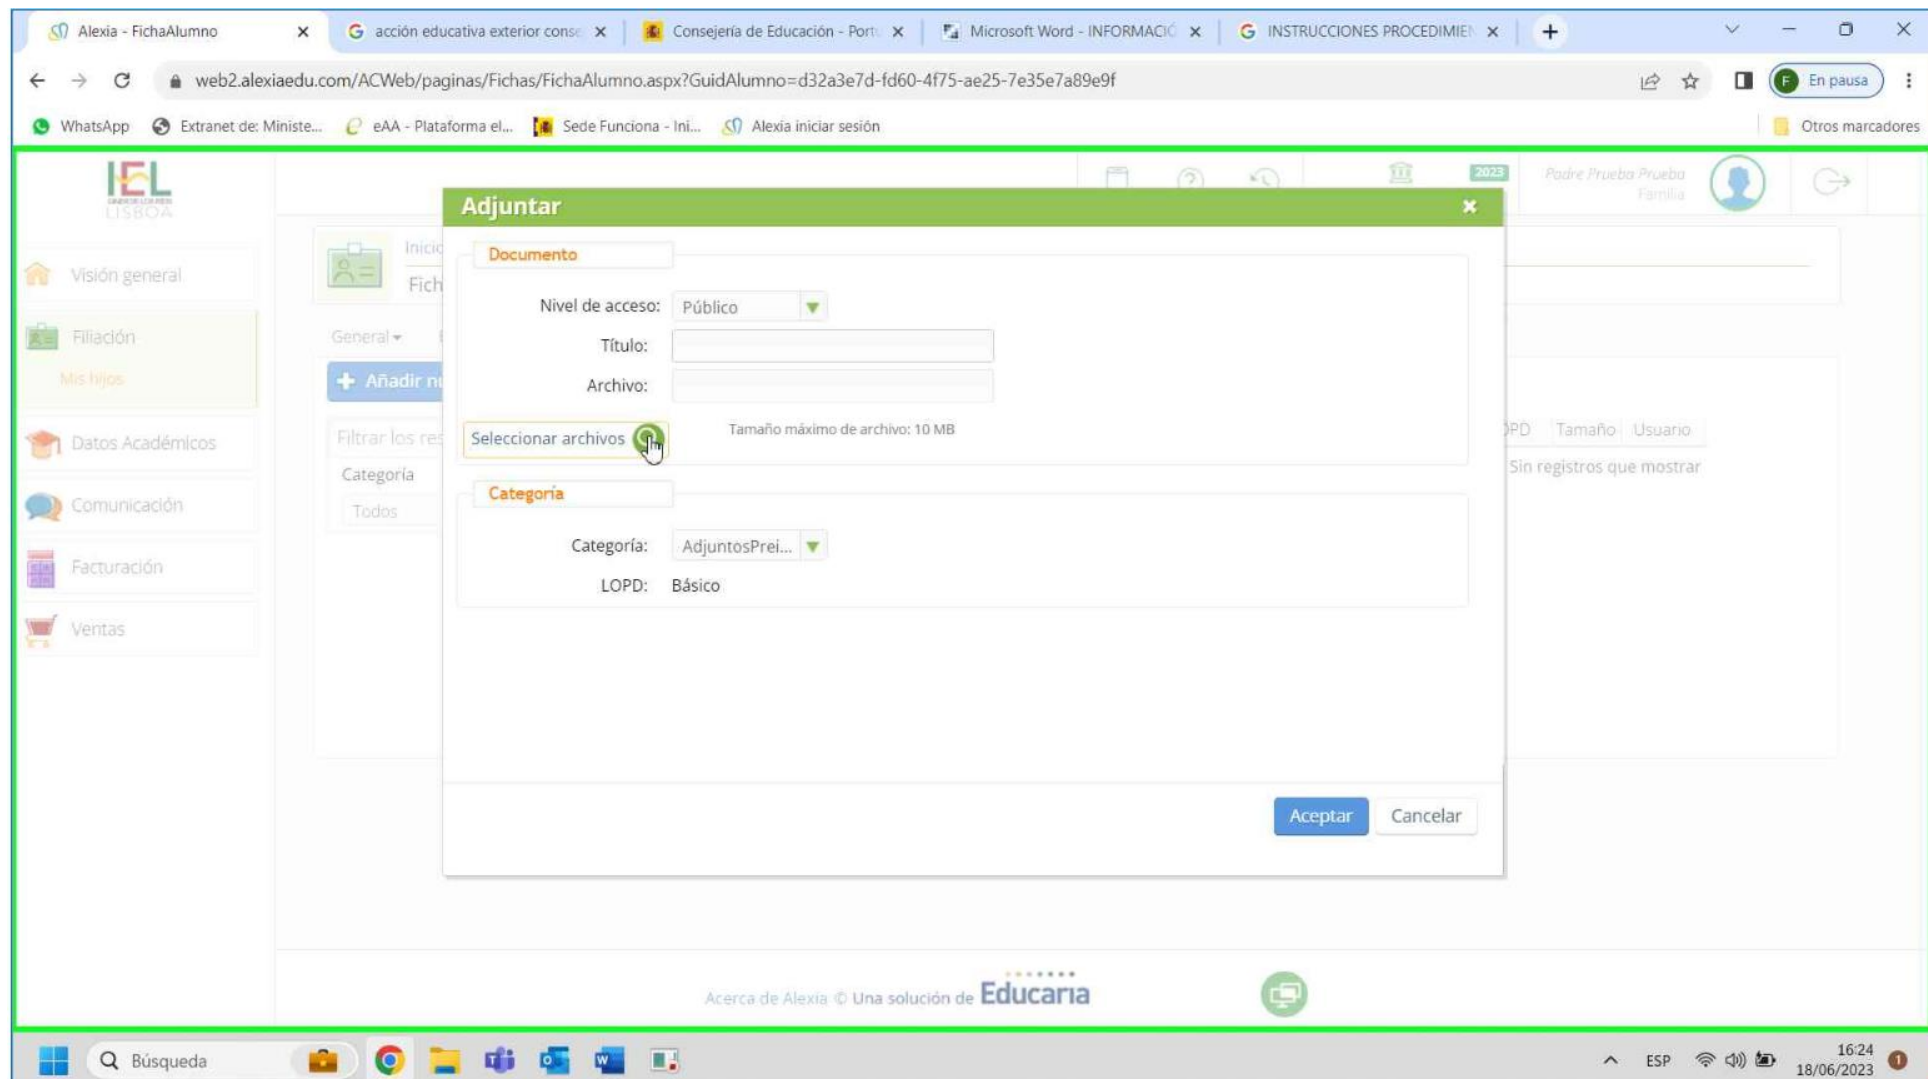 Alexia - FichaAlumno
acción educativa exterior conse
Consejería de Educación - Port
Microsoft Word - INFORMACIÓ
INSTRUCCIONES PROCEDIMIEN
web2.alexiaedu.com/ACWeb/paginas/Fichas/FichaAlumno.aspx?GuidAlumno=d32a3e7d-fd60-4f75-ae25-7e35e7a89e9f
F En pausa
WhatsApp Extranet de: Ministe... eAA - Plataforma el... Sede Funciona - Ini... Alexia iniciar sesión Otros marcadores
IEL
LISBOA
2023
Padre Prueba Prueba
Familia
Visión general
Filiación
Mis hijos
Datos Académicos
Comunicación
Facturación
Ventas
Inicio
Fich
General
Añadir nu
Filtrar los res
Categoría
Todos
Adjuntar
Documento
Nivel de acceso: Público
Título:
Archivo:
Seleccionar archivos
Tamaño máximo de archivo: 10 MB
Categoría
Categoría: AdjuntosPrei...
LOPD: Básico
Aceptar Cancelar
OPD Tamaño Usuario
Sin registros que mostrar
Acerca de Alexia © Una solución de Educaria
Búsqueda
ESP
16:24
18/06/2023
1